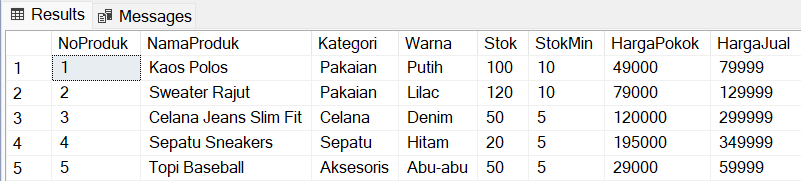 Results Messages
NoProduk NamaProduk Kategori Warna Stok StokMin HargaPokok HargaJual
1 1 Kaos Polos Pakaian Putih 100 10 49000 79999
2 2 Sweater Rajut Pakaian Lilac 120 10 79000 129999
3 3 Celana Jeans Slim Fit Celana Denim 50 5 120000 299999
4 4 Sepatu Sneakers Sepatu Hitam 20 5 195000 349999
5 5 Topi Baseball Aksesoris Abu-abu 50 5 29000 59999